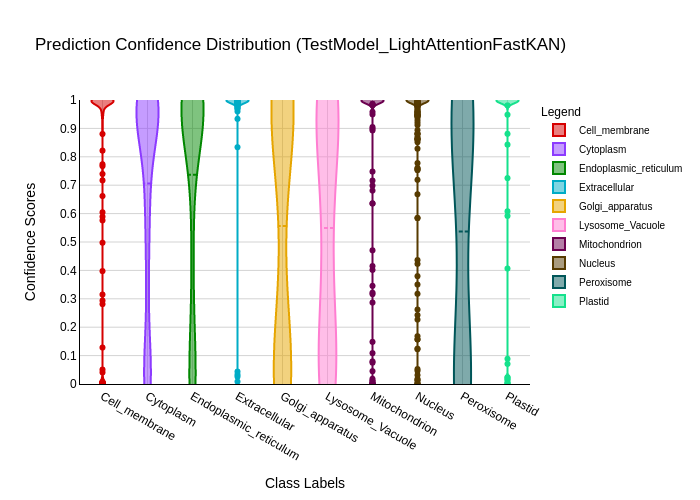 Prediction Confidence Distribution (TestModel_LightAttentionFastKAN)
Legend
Cell_membrane
Cytoplasm
Endoplasmic_reticulum
Extracellular
Golgi_apparatus
Lysosome_Vacuole
Mitochondrion
Nucleus
Peroxisome
Plastid
Confidence Scores
1
0.9
0.8
0.7
0.6
0.5
0.4
0.3
0.2
0.1
0
Cell_membrane
Cytoplasm
Endoplasmic_reticulum
Extracellular
Golgi_apparatus
Lysosome_Vacuole
Mitochondrion
Nucleus
Peroxisome
Plastid
Class Labels